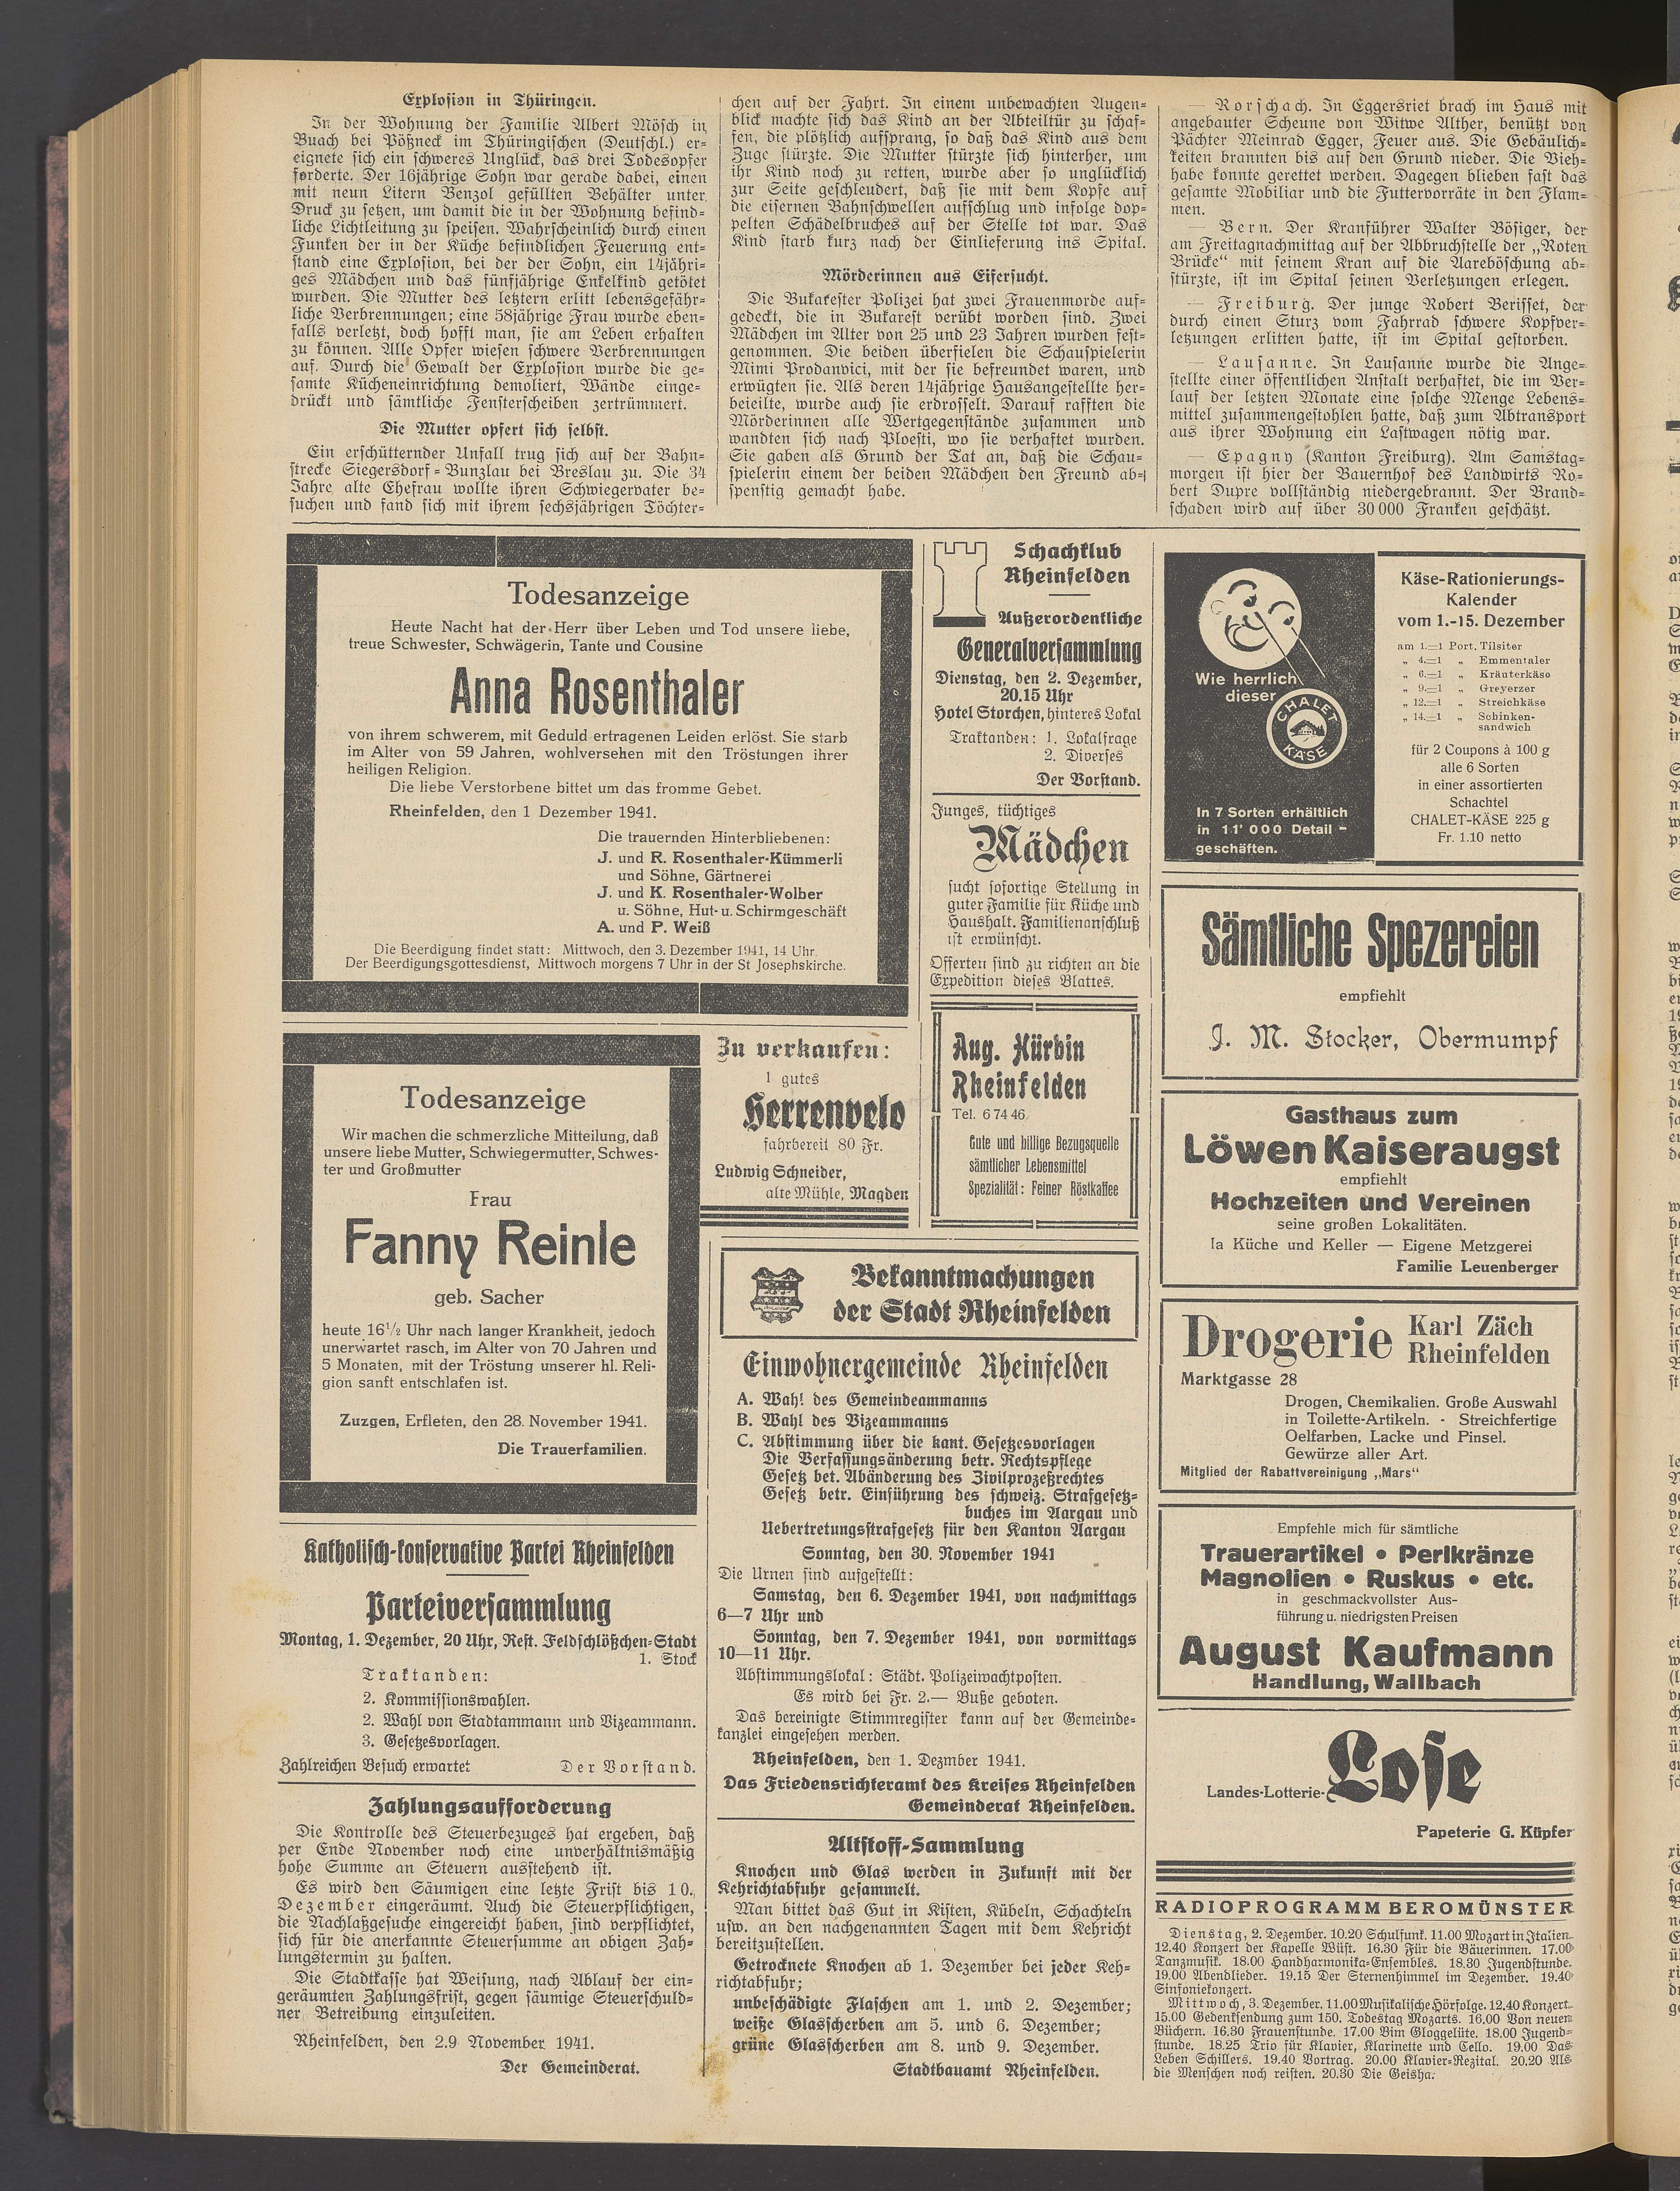 Explosion in Thüringen.
In der Wohnung der Familie Albert Mösch in
Buach bei Pößneck im Thüringischen (Deutschl.) er-
eignete sich ein schweres Unglück, das drei Todesopfer
forderte. Der 16jährige Sohn war gerade dabei, einen
mit neun Litern Benzol gefüllten Behälter unter
Druck zu setzen, um damit die in der Wohnung befind-
liche Lichtleitung zu speisen. Wahrscheinlich durch einen
Funken der in der Küche befindlichen Feuerung ent-
stand eine Explosion, bei der der Sohn, ein 14jähri-
ges Mädchen und das fünfjährige Enkelkind getötet
wurden. Die Mutter des letztern erlitt lebensgefähr-
liche Verbrennungen; eine 58jährige Frau wurde eben-
falls verletzt, doch hofft man, sie am Leben erhalten
zu können. Alle Opfer wiesen schwere Verbrennungen
auf. Durch die Gewalt der Explosion wurde die ge-
samte Kücheneinrichtung demoliert, Wände einge-
drückt und sämtliche Fensterscheiben zertrümmert.
Die Mutter opfert sich selbst.
Ein erschütternder Unfall trug sich auf der Bahn-
strecke Siegersdorf-Bunzlau bei Breslau zu. Die 34
Jahre alte Ehefrau wollte ihren Schwiegervater be-
suchen und fand sich mit ihrem sechsjährigen Töchter-
chen auf der Fahrt. In einem unbewachten Augen-
blick machte sich das Kind an der Abteiltür zu schaf-
fen, die plötzlich aufsprang, so daß das Kind aus dem
Zuge stürzte. Die Mutter stürzte sich hinterher, um
ihr Kind noch zu retten, wurde aber so unglücklich
zur Seite geschleudert, daß sie mit dem Kopfe auf
die eisernen Bahnschwellen aufschlug und infolge dop-
pelten Schädelbruches auf der Stelle tot war. Das
Kind starb kurz nach der Einlieferung ins Spital.
Mörderinnen aus Eifersucht.
Die Bukarester Polizei hat zwei Frauenmorde auf-
gedeckt, die in Bukarest verübt worden sind. Zwei
Mädchen im Alter von 25 und 23 Jahren wurden fest-
genommen. Die beiden überfielen die Schauspielerin
Mimi Prodanvici, mit der sie befreundet waren, und
erwügten sie. Als deren 14jährige Hausangestellte her-
beieilte, wurde auch sie erdrosselt. Darauf rafften die
Mörderinnen alle Wertgegenstände zusammen und
wandten sich nach Ploesti, wo sie verhaftet wurden.
Sie gaben als Grund der Tat an, daß die Schau-
spielerin einem der beiden Mädchen den Freund ab-
spenstig gemacht habe.
— Rorschach. In Eggersriet brach im Haus mit
angebauter Scheune von Witwe Alther, benützt von
Pächter Meinrad Egger, Feuer aus. Die Gebäulich-
keiten brannten bis auf den Grund nieder. Die Vieh-
habe konnte gerettet werden. Dagegen blieben fast das
gesamte Mobiliar und die Futtervorräte in den Flam-
men.
— Bern. Der Kranführer Walter Bösiger, der
am Freitagnachmittag auf der Abbruchstelle der „Roten
Brücke“ mit seinem Kran auf die Aareböschung ab-
stürzte, ist im Spital seinen Verletzungen erlegen.
— Freiburg. Der junge Robert Berisset, der
durch einen Sturz vom Fahrrad schwere Kopfver-
letzungen erlitten hatte, ist im Spital gestorben.
— Lausanne. In Lausanne wurde die Ange-
stellte einer öffentlichen Anstalt verhaftet, die im Ver-
lauf der letzten Monate eine solche Menge Lebens-
mittel zusammengestohlen hatte, daß zum Abtransport
aus ihrer Wohnung ein Lastwagen nötig war.
— Epagny (Kanton Freiburg). Am Samstag-
morgen ist hier der Bauernhof des Landwirts Ro-
bert Dupre vollständig niedergebrannt. Der Brand-
schaden wird auf über 30 000 Franken geschätzt.
Todesanzeige
Heute Nacht hat der Herr über Leben und Tod unsere liebe,
treue Schwester, Schwägerin, Tante und Cousine
Anna Rosenthaler
von ihrem schwerem, mit Geduld ertragenen Leiden erlöst. Sie starb
im Alter von 59 Jahren, wohlversehen mit den Tröstungen ihrer
heiligen Religion.
Die liebe Verstorbene bittet um das fromme Gebet.
Rheinfelden, den 1 Dezember 1941.
Die trauernden Hinterbliebenen:
J. und R. Rosenthaler-Kümmerli
und Söhne, Gärtnerei
J. und K. Rosenthaler-Wolber
u. Söhne, Hut- u. Schirmgeschäft
A. und P. Weiß
Die Beerdigung findet statt: Mittwoch, den 3. Dezember 1941, 14 Uhr.
Der Beerdigungsgottesdienst, Mittwoch morgens 7 Uhr in der St Josephskirche.
Todesanzeige
Wir machen die schmerzliche Mitteilung, daß
unsere liebe Mutter, Schwiegermutter, Schwes-
ter und Großmutter
Frau
Fanny Reinle
geb. Sacher
heute 16½ Uhr nach langer Krankheit, jedoch
unerwartet rasch, im Alter von 70 Jahren und
5 Monaten, mit der Tröstung unserer hl. Reli-
gion sanft entschlafen ist.
Zuzgen, Erfleten, den 28. November 1941.
Die Trauerfamilien.
Katholisch-konservative Partei Rheinfelden
Parteiversammlung
Montag, 1. Dezember, 20 Uhr, Rest. Feldschlößchen-Stadt
1. Stock
Traktanden:
2. Kommissionswahlen.
2. Wahl von Stadtammann und Vizeammann.
3. Gesetzesvorlagen.
Zahlreichen Besuch erwartet Der Vorstand.
Zahlungsaufforderung
Die Kontrolle des Steuerbezuges hat ergeben, daß
per Ende November noch eine unverhältnismäßig
hohe Summe an Steuern ausstehend ist.
Es wird den Säumigen eine letzte Frist bis 10.
Dezember eingeräumt. Auch die Steuerpflichtigen,
die Nachlaßgesuche eingereicht haben, sind verpflichtet,
sich für die anerkannte Steuersumme an obigen Zah-
lungstermin zu halten.
Die Stadtkasse hat Weisung, nach Ablauf der ein-
geräumten Zahlungsfrist, gegen säumige Steuerschuld-
ner Betreibung einzuleiten.
Rheinfelden, den 2.9 November 1941.
Der Gemeinderat.
Schachklub
Rheinfelden
Außerordentliche
Generalversammlung
Dienstag, den 2. Dezember,
20.15 Uhr
Hotel Storchen, hinteres Lokal
Traktanden: 1. Lokalfrage
2. Diverses
Der Vorstand.
Junges, tüchtiges
Mädchen
sucht sofortige Stellung in
guter Familie für Küche und
Haushalt. Familienanschluß
ist erwünscht.
Offerten sind zu richten an die
Expedition dieses Blattes.
Zu verkaufen:
1 gutes
Herrenvelo
fahrbereit 80 Fr.
Ludwig Schneider,
alte Mühle, Magden
Aug. Hürbin
Rheinfelden
Tel. 6 74 46
Gute und billige Bezugsquelle
sämtlicher Lebensmittel
Spezialität: Feiner Röstkaffee
Bekanntmachungen
der Stadt Rheinfelden
Einwohnergemeinde Rheinfelden
A. Wahl des Gemeindeammanns
B. Wahl des Vizeammanns
C. Abstimmung über die kant. Gesetzesvorlagen
Die Verfassungsänderung betr. Rechtspflege
Gesetz bet. Abänderung des Zivilprozeßrechtes
Gesetz betr. Einführung des schweiz. Strafgesetz-
buches im Aargau und
Uebertretungsstrafgesetz für den Kanton Aargau
Sonntag, den 30. November 1941
Die Urnen sind aufgestellt:
Samstag, den 6. Dezember 1941, von nachmittags
6—7 Uhr und
Sonntag, den 7. Dezember 1941, von vormittags
10—11 Uhr.
Abstimmungslokal: Städt. Polizeiwachtposten.
Es wird bei Fr. 2.— Buße geboten.
Das bereinigte Stimmregister kann auf der Gemeinde-
kanzlei eingesehen werden.
Rheinfelden, den 1. Dezmber 1941.
Das Friedensrichteramt des Kreises Rheinfelden
Gemeinderat Rheinfelden.
Altstoff-Sammlung
Knochen und Glas werden in Zukunft mit der
Kehrichtabfuhr gesammelt.
Man bittet das Gut in Kisten, Kübeln, Schachteln
usw. an den nachgenannten Tagen mit dem Kehricht
bereitzustellen.
Getrocknete Knochen ab 1. Dezember bei jeder Keh-
richtabfuhr;
unbeschädigte Flaschen am 1. und 2. Dezember;
weiße Glasscherben am 5. und 6. Dezember;
grüne Glasscherben am 8. und 9. Dezember.
Stadtbauamt Rheinfelden.
Wie herrlich
dieser
CHALET
KÄSE
In 7 Sorten erhältlich
in 11'000 Detail-
geschäften.
Käse-Rationierungs-
Kalender
vom 1.-15. Dezember
am 1.=1 Port. Tilsiter
„ 4.=1 „ Emmentaler
„ 6.=1 „ Kräuterkäse
„ 9.=1 „ Greyerzer
„ 12.=1 „ Streichkäse
„ 14.=1 „ Schinken-
sandwich
für 2 Coupons à 100 g
alle 6 Sorten
in einer assortierten
Schachtel
CHALET-KÄSE 225 g
Fr. 1.10 netto
Sämtliche Spezereien
empfiehlt
J. M. Stocker, Obermumpf
Gasthaus zum
Löwen Kaiseraugst
empfiehlt
Hochzeiten und Vereinen
seine großen Lokalitäten.
Ia Küche und Keller — Eigene Metzgerei
Familie Leuenberger
Drogerie Karl Zäch
Rheinfelden
Marktgasse 28
Drogen, Chemikalien. Große Auswahl
in Toilette-Artikeln. - Streichfertige
Oelfarben, Lacke und Pinsel.
Gewürze aller Art.
Mitglied der Rabattvereinigung „Mars“
Empfehle mich für sämtliche
Trauerartikel • Perlkränze
Magnolien • Ruskus • etc.
in geschmackvollster Aus-
führung u. niedrigsten Preisen
August Kaufmann
Handlung, Wallbach
Landes-Lotterie-Lose
Papeterie G. Küpfer
RADIOPROGRAMM BEROMÜNSTER
Dienstag, 2. Dezember. 10.20 Schulfunk. 11.00 Mozart in Italien.
12.40 Konzert der Kapelle Wüst. 16.30 Für die Bäuerinnen. 17.00
Tanzmusik. 18.00 Handharmonika-Ensembles. 18.30 Jugendstunde.
19.00 Abendlieder. 19.15 Der Sternenhimmel im Dezember. 19.40
Sinfoniekonzert.
Mittwoch, 3. Dezember. 11.00 Musikalische Hörfolge. 12.40 Konzert.
15.00 Gedenksendung zum 150. Todestag Mozarts. 16.00 Von neuen
Büchern. 16.30 Frauenstunde. 17.00 Bim Gloggelüte. 18.00 Jugend-
stunde. 18.25 Trio für Klavier, Klarinette und Cello. 19.00 Das
Leben Schillers. 19.40 Vortrag. 20.00 Klavier-Rezital. 20.20 Als
die Menschen noch reisten. 20.30 Die Geisha.